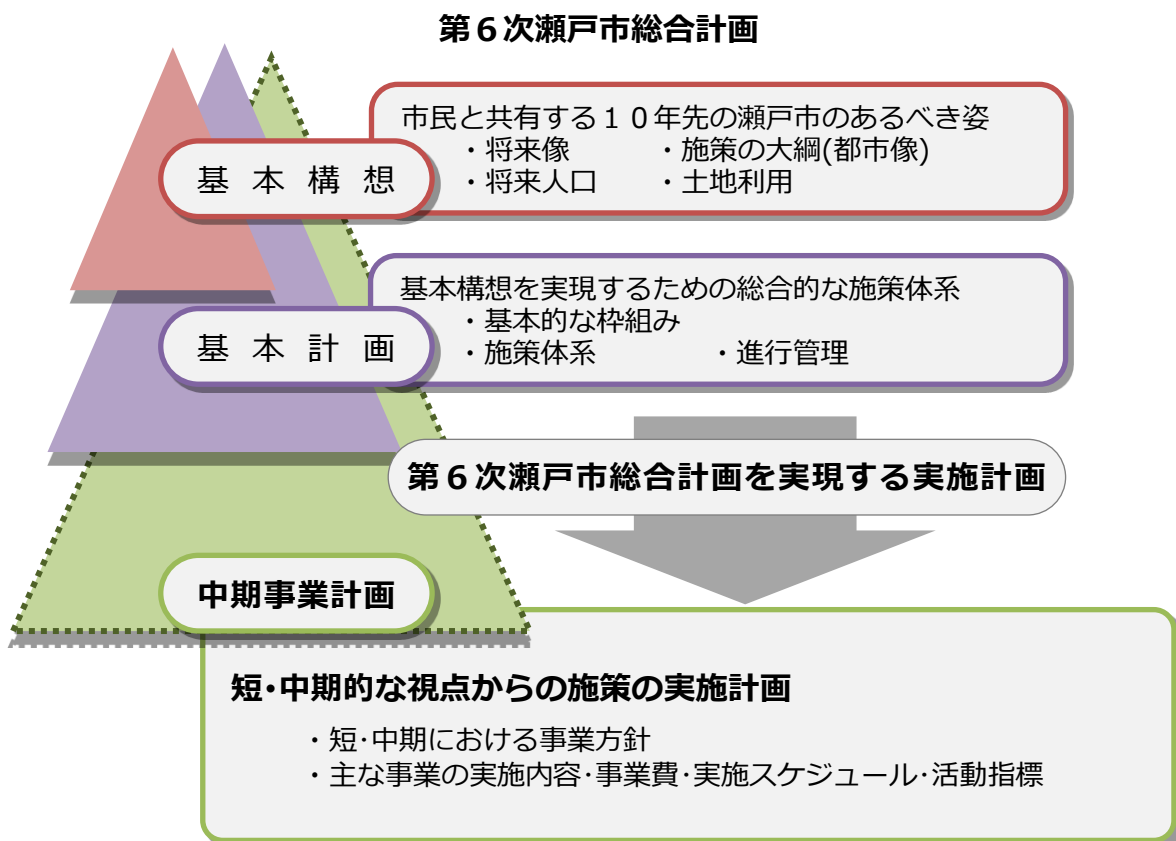 第６次瀬戸市総合計画
市民と共有する１０年先の瀬戸市のあるべき姿
・将来像　・施策の大綱(都市像)
・将来人口　・土地利用
基本構想
基本構想を実現するための総合的な施策体系
・基本的な枠組み
・施策体系　・進行管理
基本計画
第６次瀬戸市総合計画を実現する実施計画
中期事業計画
短･中期的な視点からの施策の実施計画
・短･中期における事業方針
・主な事業の実施内容･事業費･実施スケジュール･活動指標